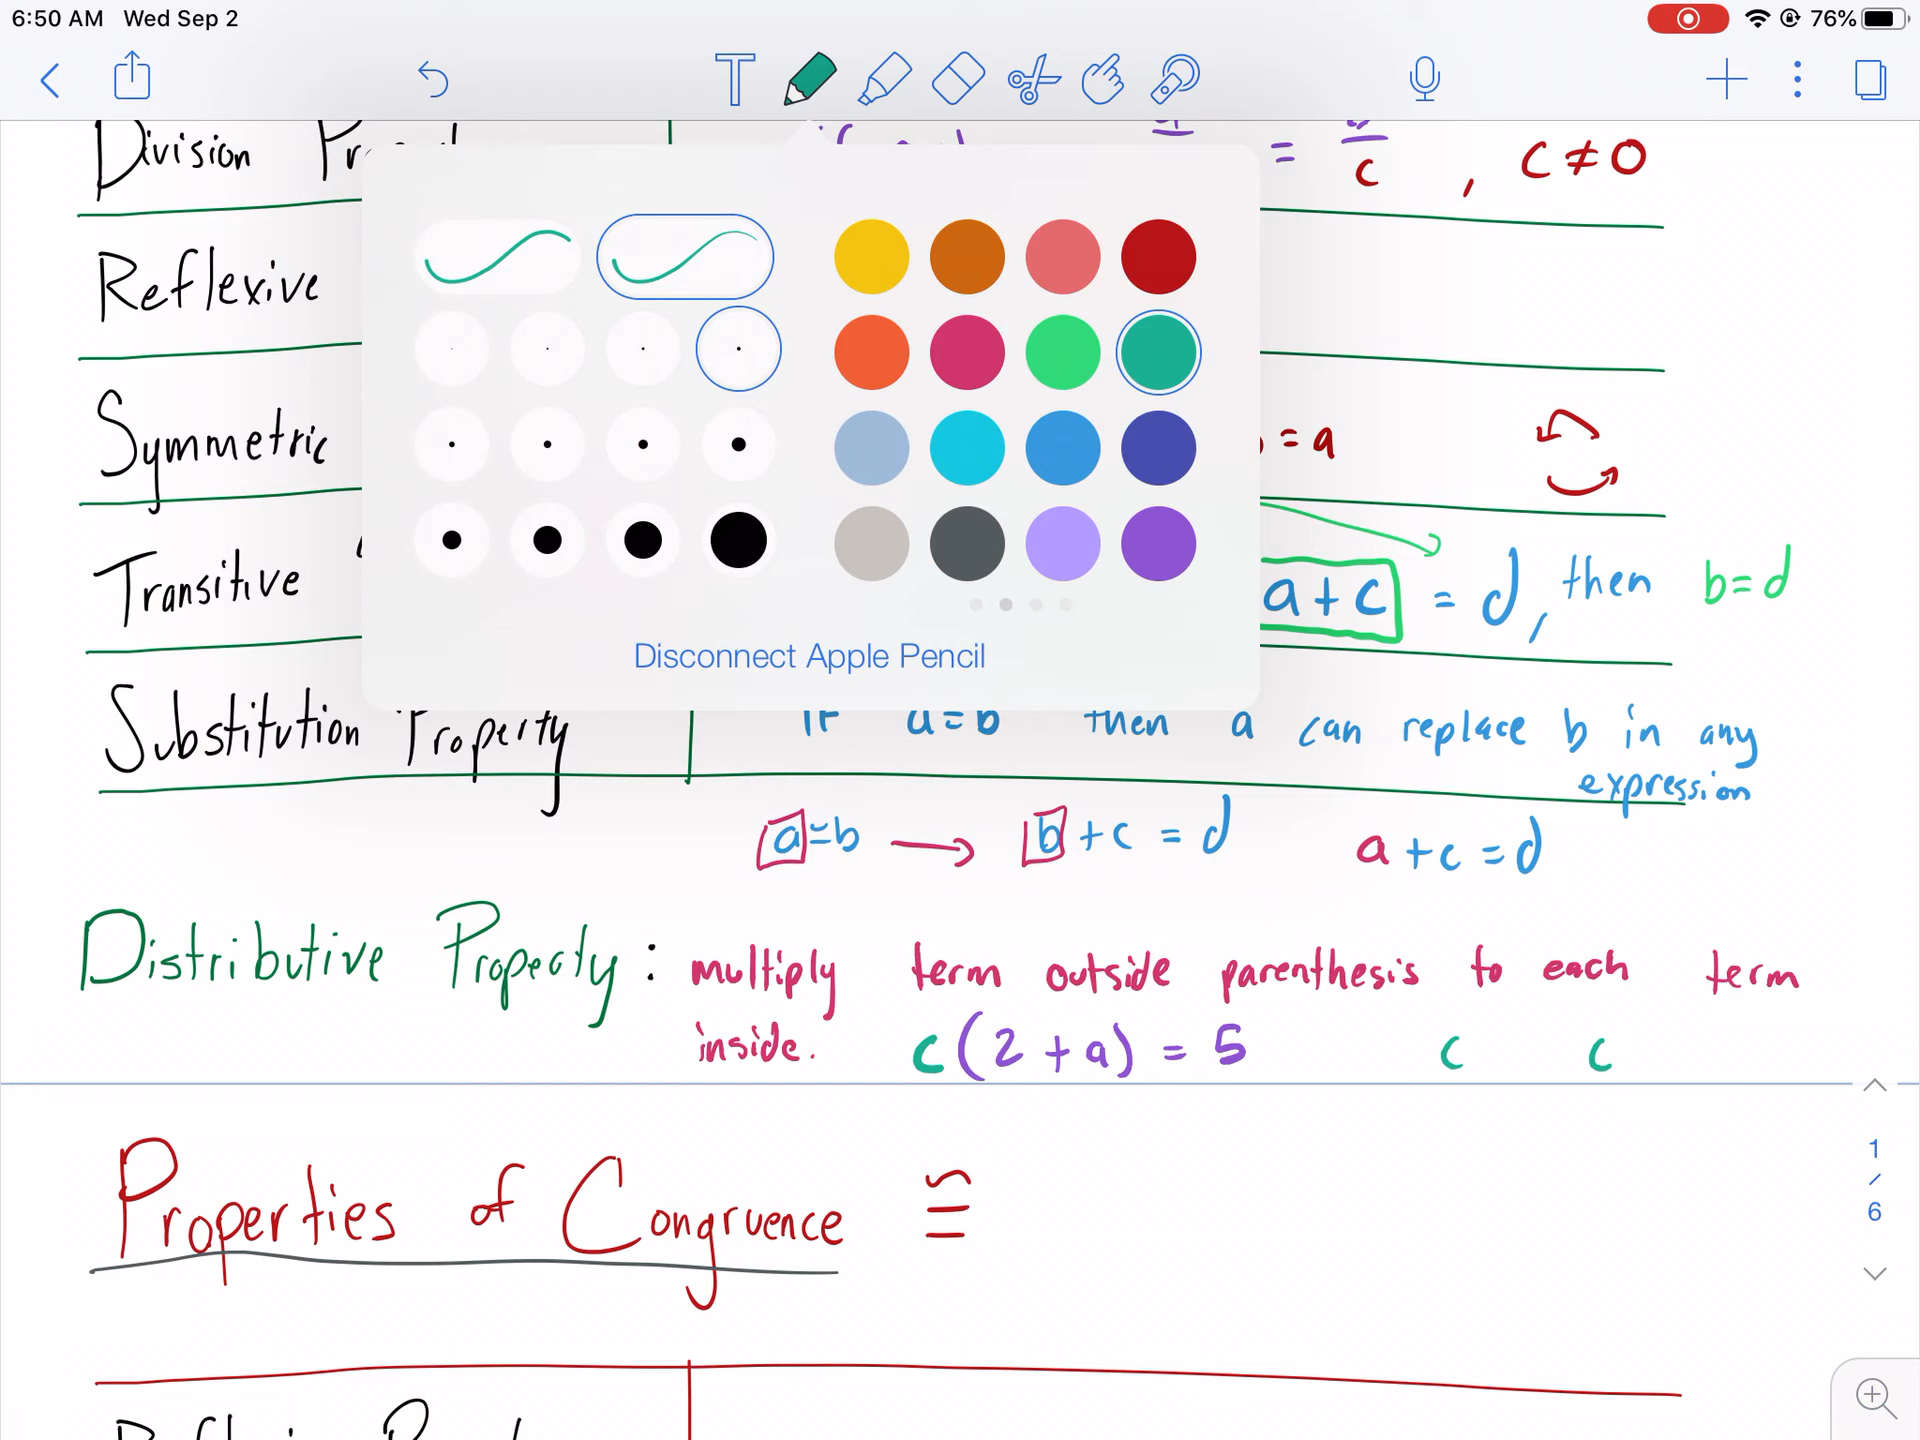 6:50 AM Wed Sep 2 76%
Division
= c , c ≠ 0
Reflexive
Symmetric = a
Transitive a + c = d, then b = d
Substitution Property If a = b then a can replace b in any
expression
a = b → b + c = d a + c = d
Distributive Property : multiply term outside parenthesis to each term
inside. c (2 + a) = 5 c c
Properties of Congruence ≅
1
/
6
Disconnect Apple Pencil